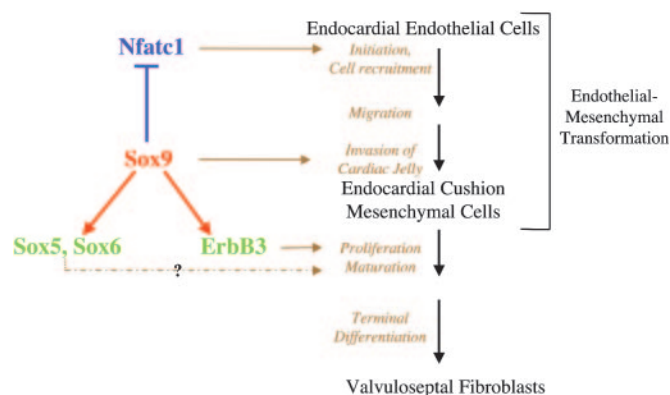 Endocardial Endothelial Cells
Nfatc1
Initiation,
Cell recruitment
Migration
Endothelial-
Mesenchymal
Transformation
Sox9
Invasion of
Cardiac Jelly
Endocardial Cushion
Mesenchymal Cells
Sox5, Sox6
ErbB3
Proliferation
Maturation
?
Terminal
Differentiation
Valvuloseptal Fibroblasts